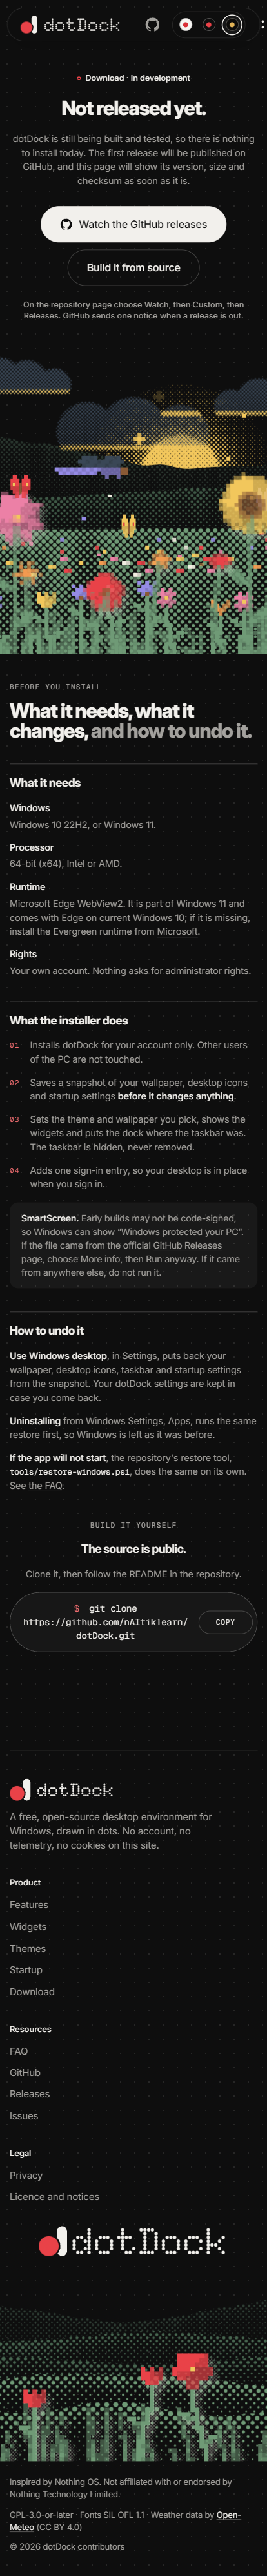 dotDock
Download · In development
Not released yet.
dotDock is still being built and tested, so there is nothing
to install today. The first release will be published on
GitHub, and this page will show its version, size and
checksum as soon as it is.
Watch the GitHub releases
Build it from source
On the repository page choose Watch, then Custom, then
Releases. GitHub sends one notice when a release is out.
BEFORE YOU INSTALL
What it needs, what it
changes, and how to undo it.
What it needs
Windows
Windows 10 22H2, or Windows 11.
Processor
64-bit (x64), Intel or AMD.
Runtime
Microsoft Edge WebView2. It is part of Windows 11 and
comes with Edge on current Windows 10; if it is missing,
install the Evergreen runtime from Microsoft.
Rights
Your own account. Nothing asks for administrator rights.
What the installer does
01 Installs dotDock for your account only. Other users
of the PC are not touched.
02 Saves a snapshot of your wallpaper, desktop icons
and startup settings before it changes anything.
03 Sets the theme and wallpaper you pick, shows the
widgets and puts the dock where the taskbar was.
The taskbar is hidden, never removed.
04 Adds one sign-in entry, so your desktop is in place
when you sign in.
SmartScreen. Early builds may not be code-signed,
so Windows can show “Windows protected your PC”.
If the file came from the official GitHub Releases
page, choose More info, then Run anyway. If it came
from anywhere else, do not run it.
How to undo it
Use Windows desktop, in Settings, puts back your
wallpaper, desktop icons, taskbar and startup settings
from the snapshot. Your dotDock settings are kept in
case you come back.
Uninstalling from Windows Settings, Apps, runs the same
restore first, so Windows is left as it was before.
If the app will not start, the repository's restore tool,
tools/restore-windows.ps1, does the same on its own.
See the FAQ.
BUILD IT YOURSELF
The source is public.
Clone it, then follow the README in the repository.
$ git clone
https://github.com/nAItiklearn/
dotDock.git
COPY
dotDock
A free, open-source desktop environment for
Windows, drawn in dots. No account, no
telemetry, no cookies on this site.
Product
Features
Widgets
Themes
Startup
Download
Resources
FAQ
GitHub
Releases
Issues
Legal
Privacy
Licence and notices
dotDock
Inspired by Nothing OS. Not affiliated with or endorsed by
Nothing Technology Limited.
GPL-3.0-or-later · Fonts SIL OFL 1.1 · Weather data by Open-
Meteo (CC BY 4.0)
© 2026 dotDock contributors